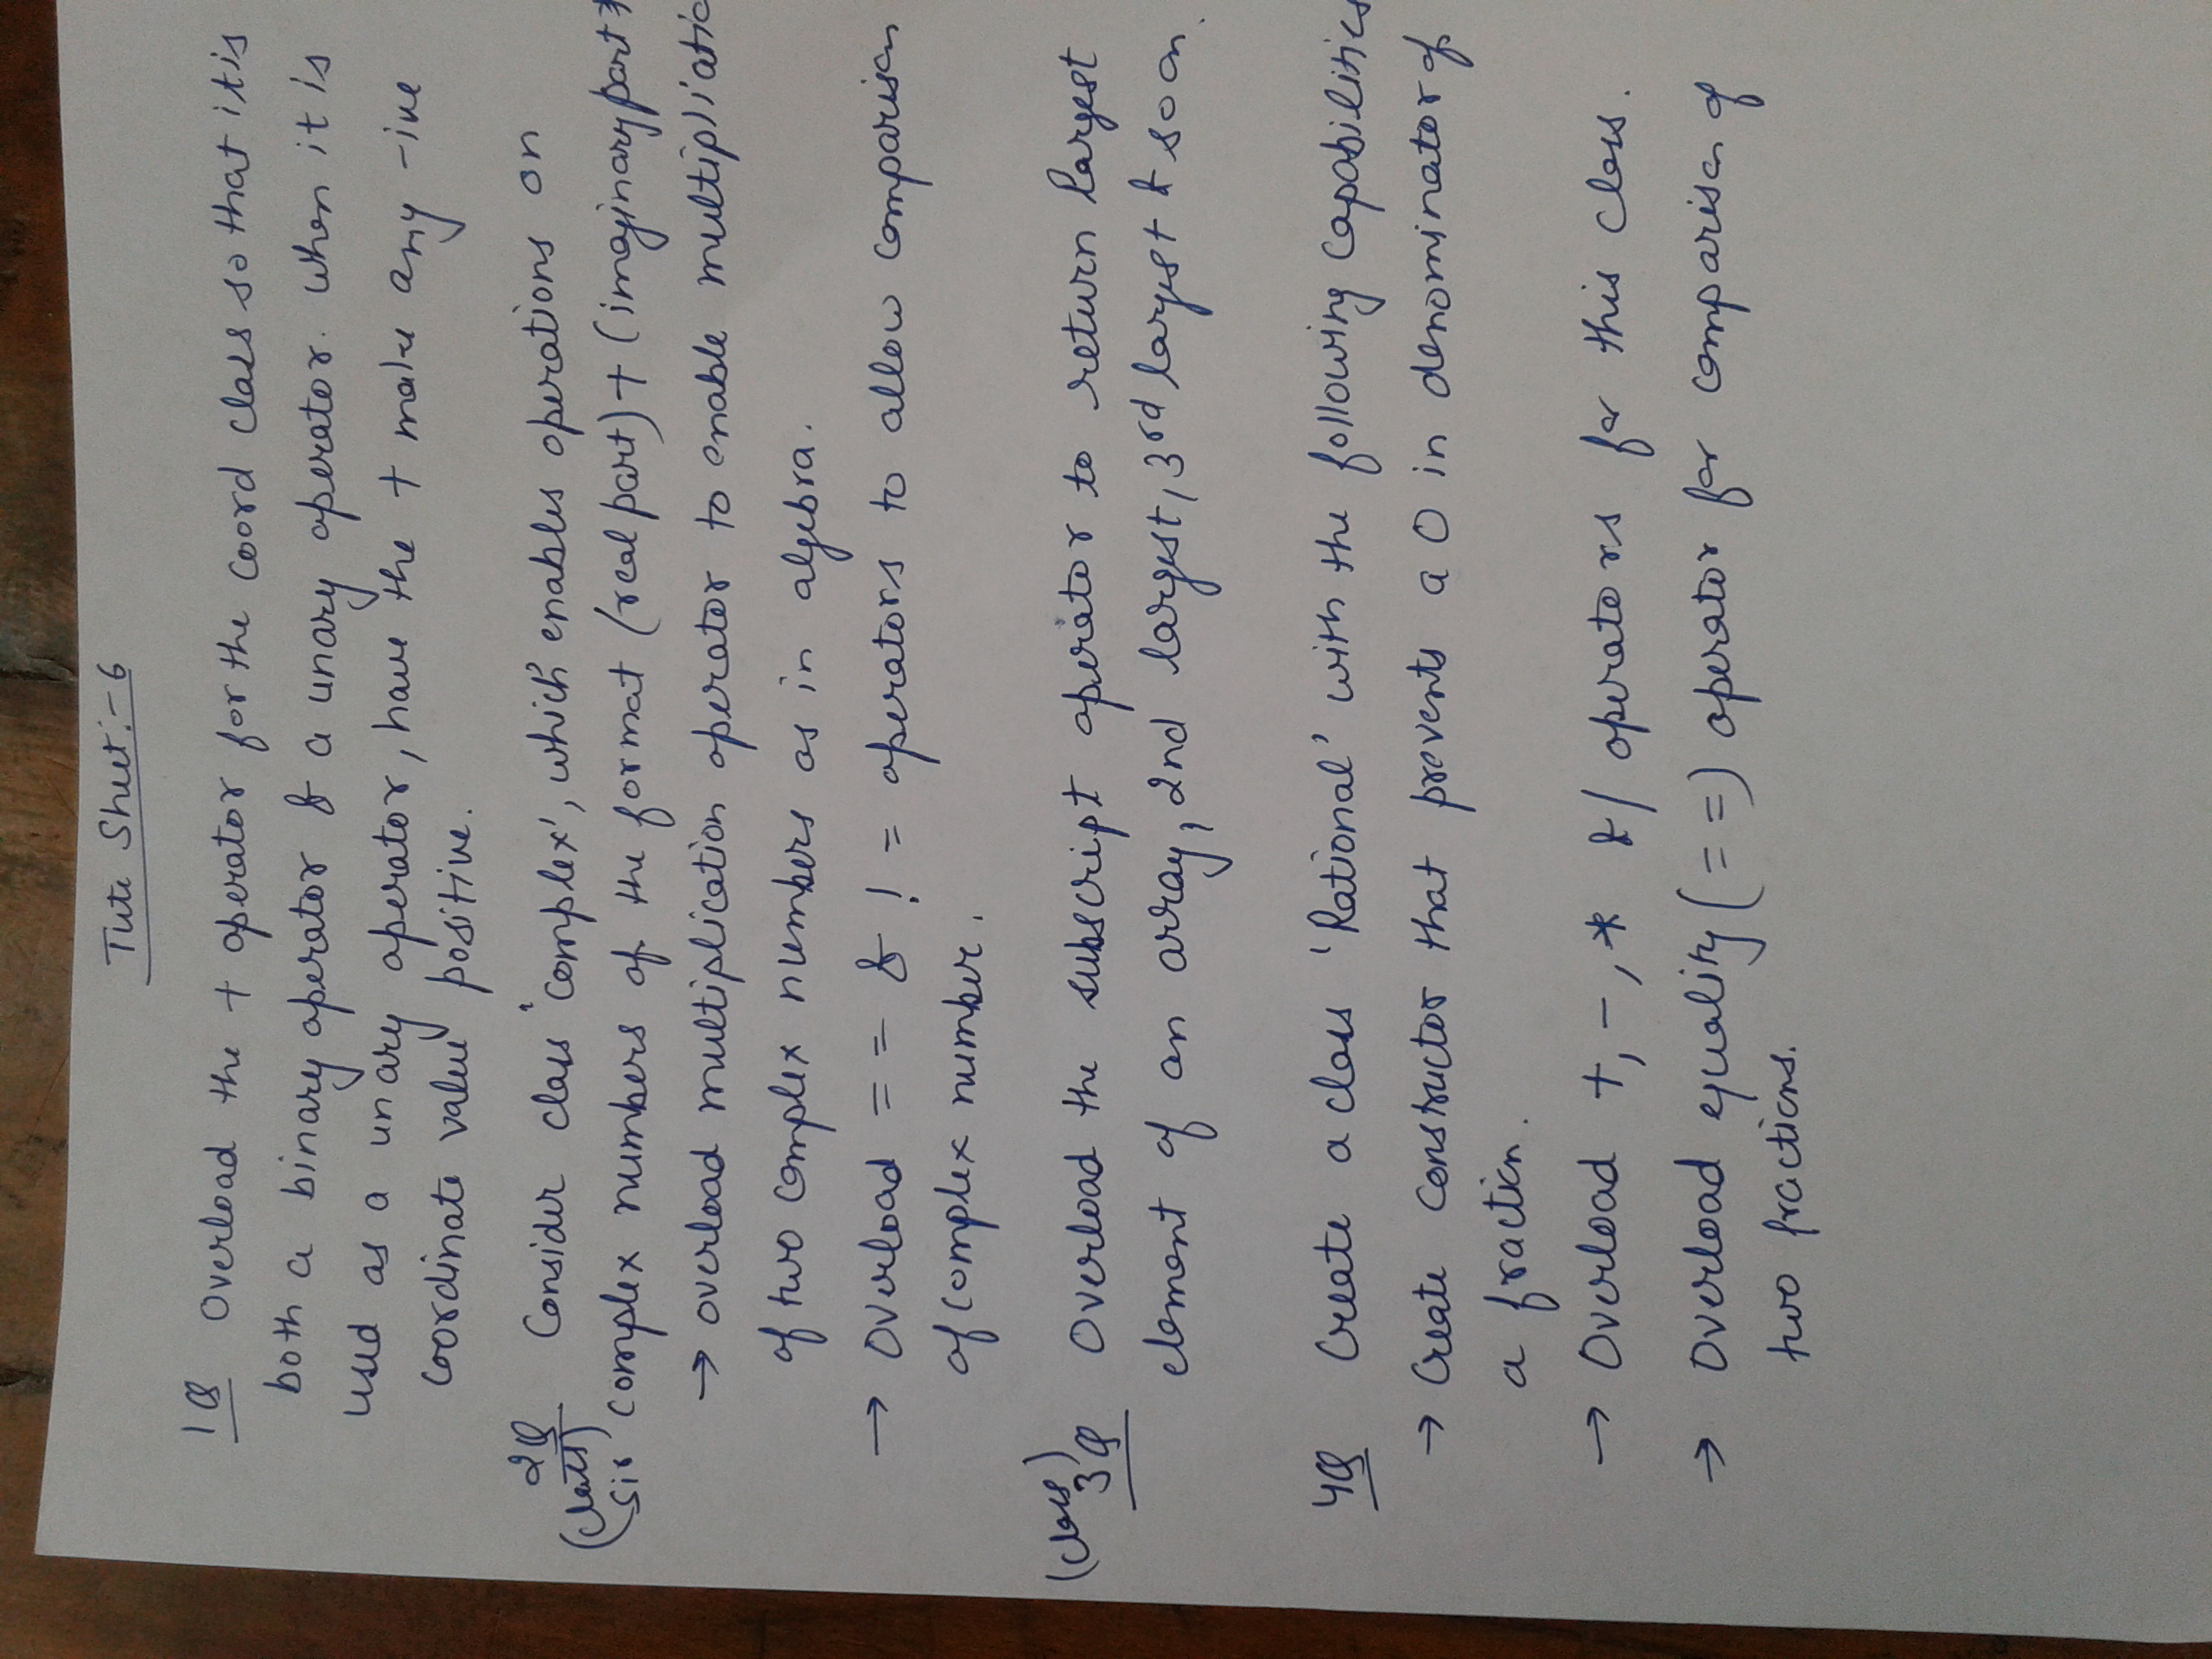 Tute Sheet:-6
1Q Overload the + operator for the coord class so that it is
both a binary operator & a unary operator. when it is
used as a unary operator, have the + make any -ive
coordinate value positive.
2Q Consider class 'complex', which enables operations on
(Sir complex numbers of the format (real part) + (imaginary part *
→ overload multiplication operator to enable multipliatio
of two complex numbers as in algebra.
→ Overload == & != operators to allow comparison
of complex number.
(class)
3Q Overload the subscript operator to return largest
element of an array, 2nd largest, 3rd largest & so on.
4Q Create a class 'Rational' with the following capabilities
→ Create constructor that prevents a 0 in denominator of
a fraction.
→ Overload +, -, * & / operators for this class.
→ Overload equality (==) operator for comparison of
two fractions.